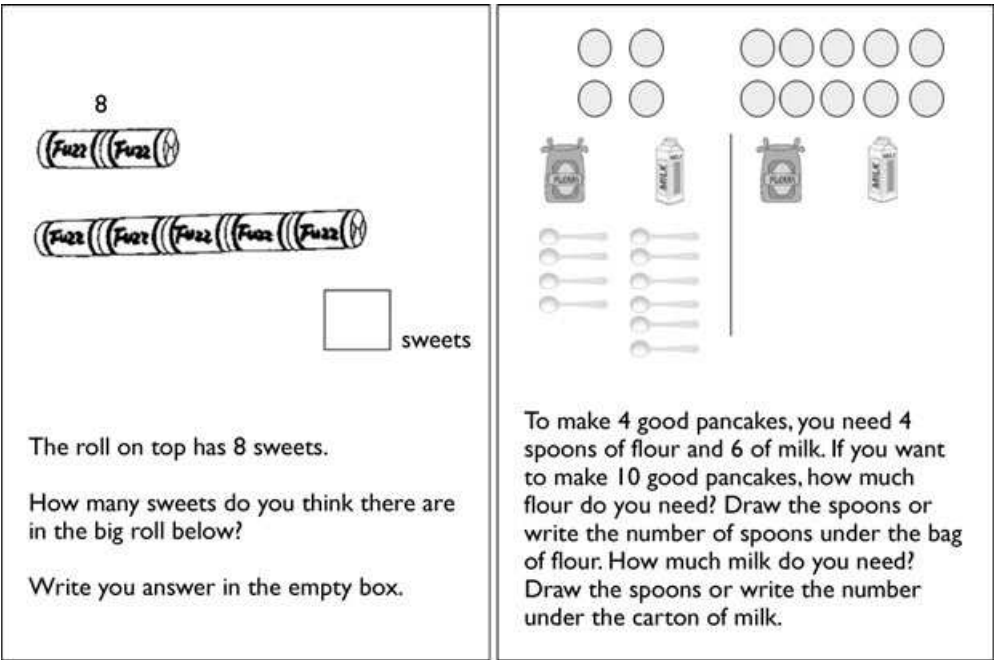 8
Fuzz Fuzz
Fuzz Fuzz Fuzz Fuzz Fuzz
sweets
The roll on top has 8 sweets.
How many sweets do you think there are
in the big roll below?
Write you answer in the empty box.
FLOUR MILK MILK FLOUR MILK MILK
To make 4 good pancakes, you need 4
spoons of flour and 6 of milk. If you want
to make 10 good pancakes, how much
flour do you need? Draw the spoons or
write the number of spoons under the bag
of flour. How much milk do you need?
Draw the spoons or write the number
under the carton of milk.